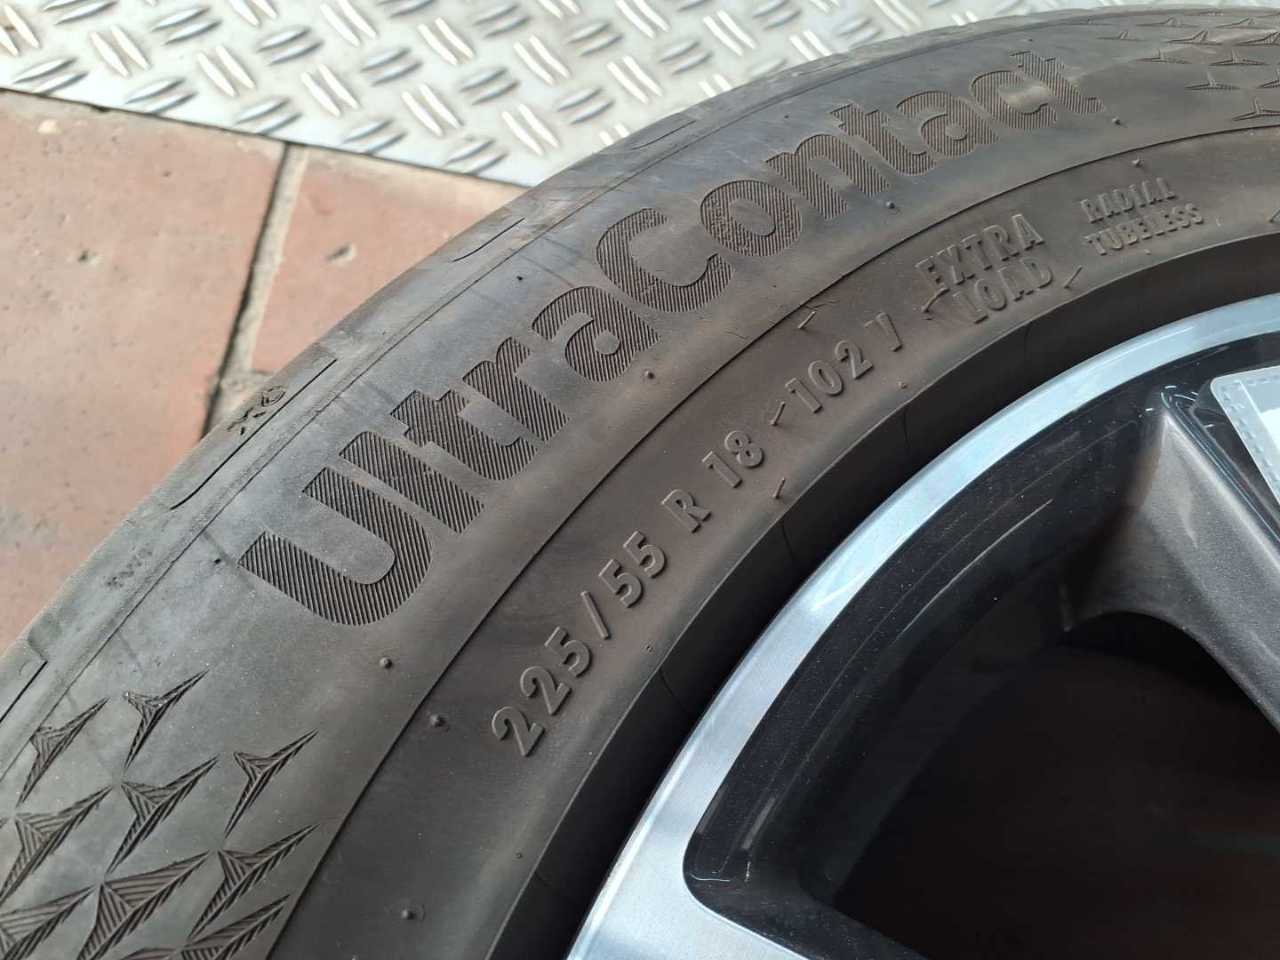 UltraContact
225/55 R 18 102 V
EXTRA
LOAD
RADIAL
TUBELESS